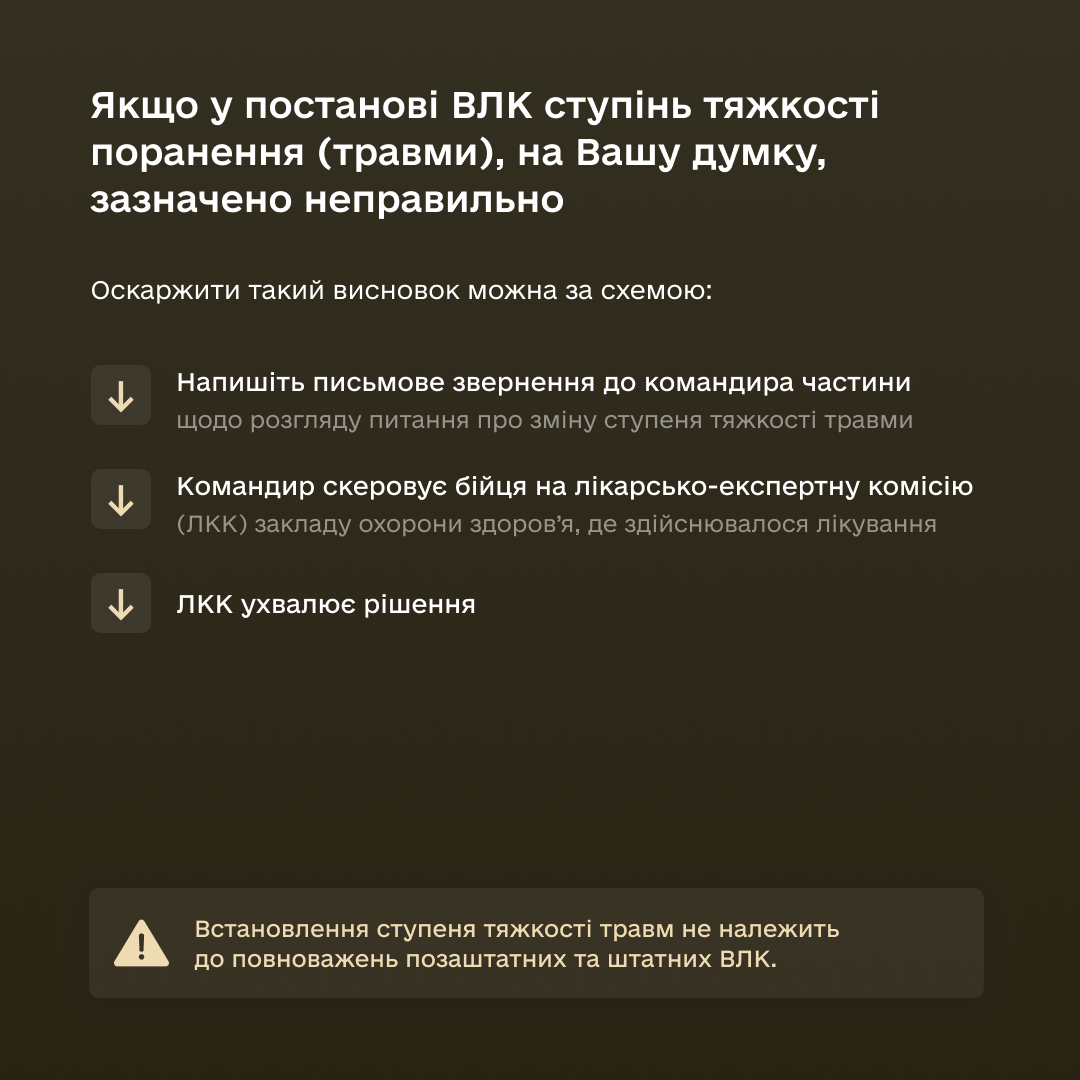 Якщо у постанові ВЛК ступінь тяжкості
поранення (травми), на Вашу думку,
зазначено неправильно
Оскаржити такий висновок можна за схемою:
Напишіть письмове звернення до командира частини
щодо розгляду питання про зміну ступеня тяжкості травми
Командир скеровує бійця на лікарсько-експертну комісію
(ЛКК) закладу охорони здоров’я, де здійснювалося лікування
ЛКК ухвалює рішення
Встановлення ступеня тяжкості травм не належить
до повноважень позаштатних та штатних ВЛК.